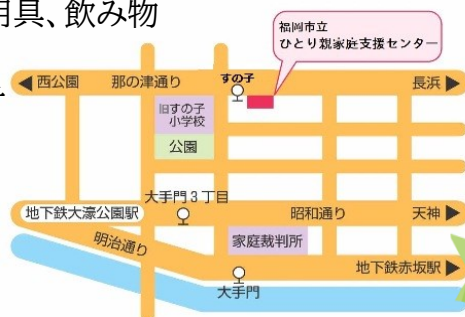 用具、飲み物
福岡市立
ひとり親家庭支援センター
西公園
那の津通り
すの子
長浜
旧すの子
小学校
公園
大手門3丁目
地下鉄大濠公園駅
昭和通り
天神
明治通り
家庭裁判所
地下鉄赤坂駅
大手門